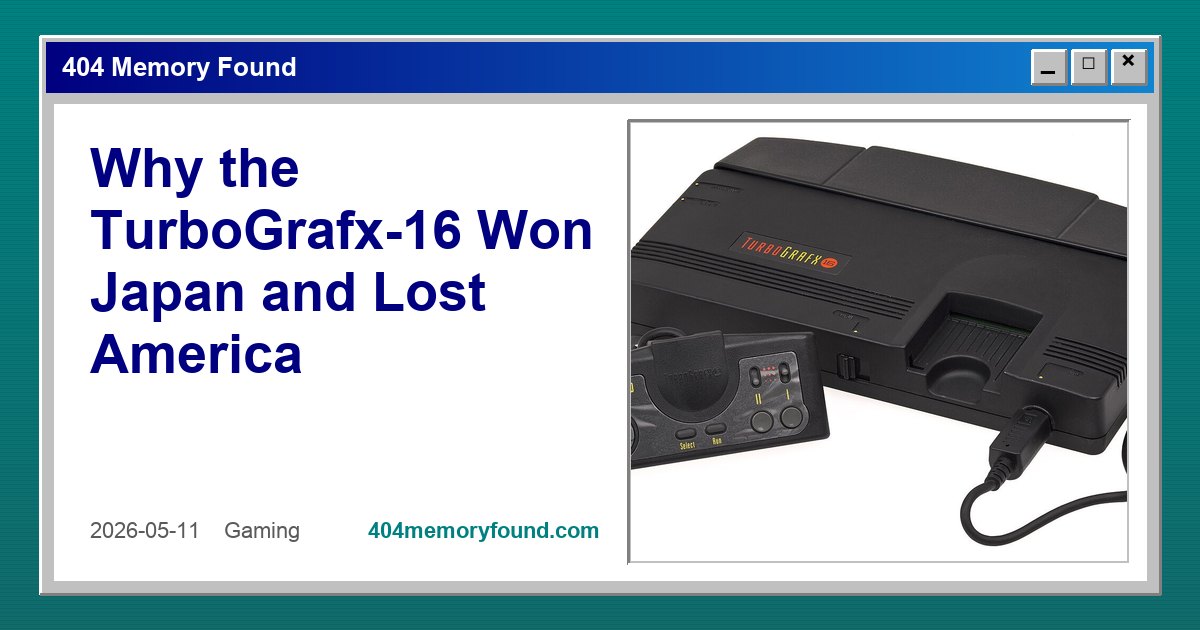 404 Memory Found
Why the
TurboGrafx-16 Won
Japan and Lost
America
2026-05-11 Gaming 404memoryfound.com
TURBOGRAFX 16
II I
Select Run